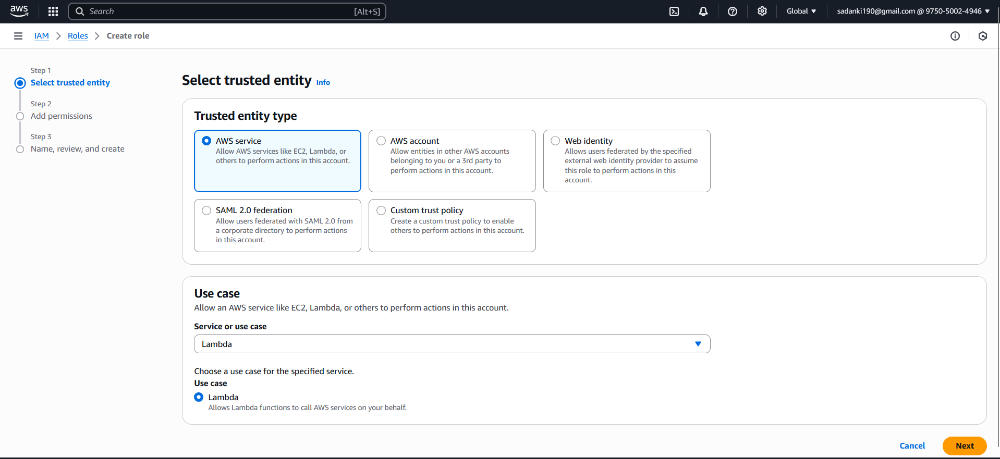 aws
Search [Alt+S]
Global
sadanki190@gmail.com @ 9750-5002-4946
IAM
Roles
Create role
Step 1
Select trusted entity
Step 2
Add permissions
Step 3
Name, review, and create
Select trusted entity Info
Trusted entity type
AWS service
Allow AWS services like EC2, Lambda, or
others to perform actions in this account.
AWS account
Allow entities in other AWS accounts
belonging to you or a 3rd party to
perform actions in this account.
Web identity
Allows users federated by the specified
external web identity provider to assume
this role to perform actions in this
account.
SAML 2.0 federation
Allow users federated with SAML 2.0 from
a corporate directory to perform actions
in this account.
Custom trust policy
Create a custom trust policy to enable
others to perform actions in this account.
Use case
Allow an AWS service like EC2, Lambda, or others to perform actions in this account.
Service or use case
Lambda
Choose a use case for the specified service.
Use case
Lambda
Allows Lambda functions to call AWS services on your behalf.
Cancel
Next